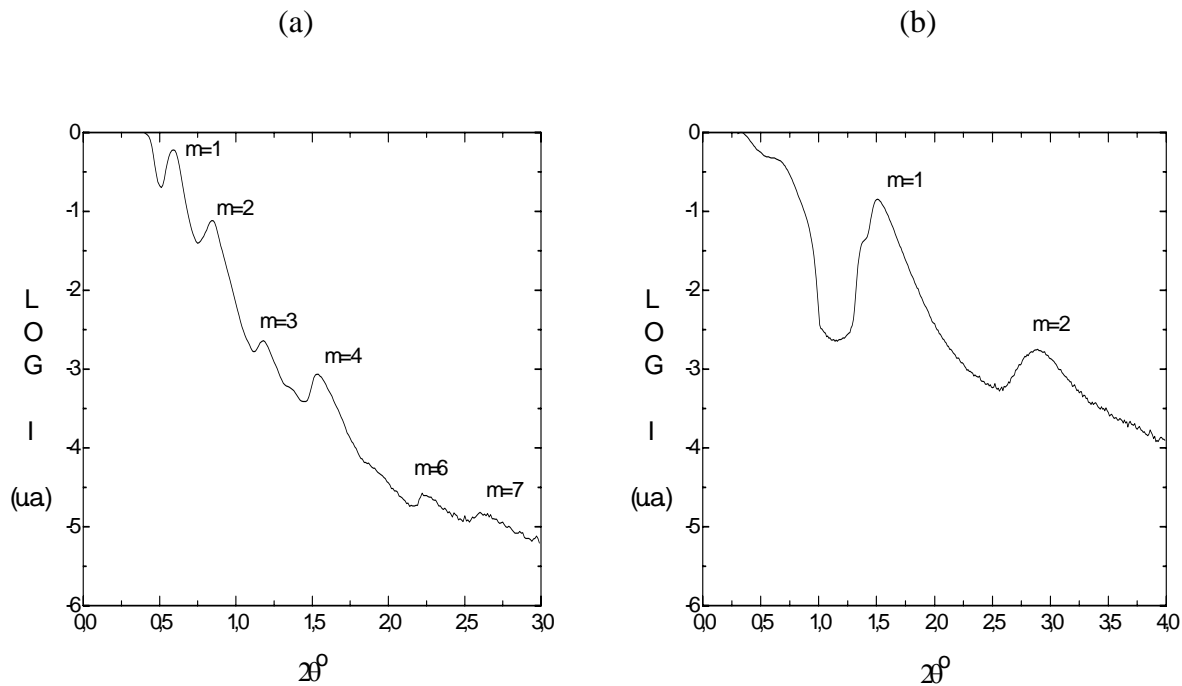 (a)
(b)
0
-1
-2
-3
-4
-5
-6
L
O
G
I
(ua)
m=1
m=2
m=3
m=4
m=6
m=7
0,0 0,5 1,0 1,5 2,0 2,5 3,0
2θº
0
-1
-2
-3
-4
-5
-6
L
O
G
I
(ua)
m=1
m=2
0,0 0,5 1,0 1,5 2,0 2,5 3,0 3,5 4,0
2θº